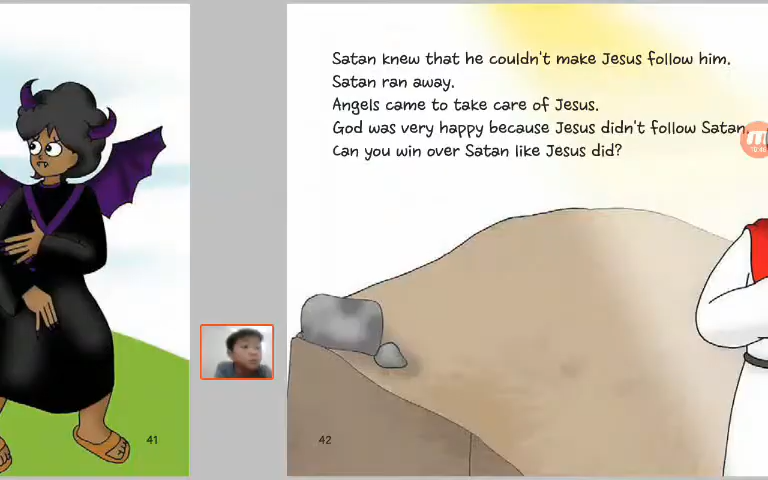 Satan knew that he couldn't make Jesus follow him.
Satan ran away.
Angels came to take care of Jesus.
God was very happy because Jesus didn't follow Satan.
Can you win over Satan like Jesus did?
41
42